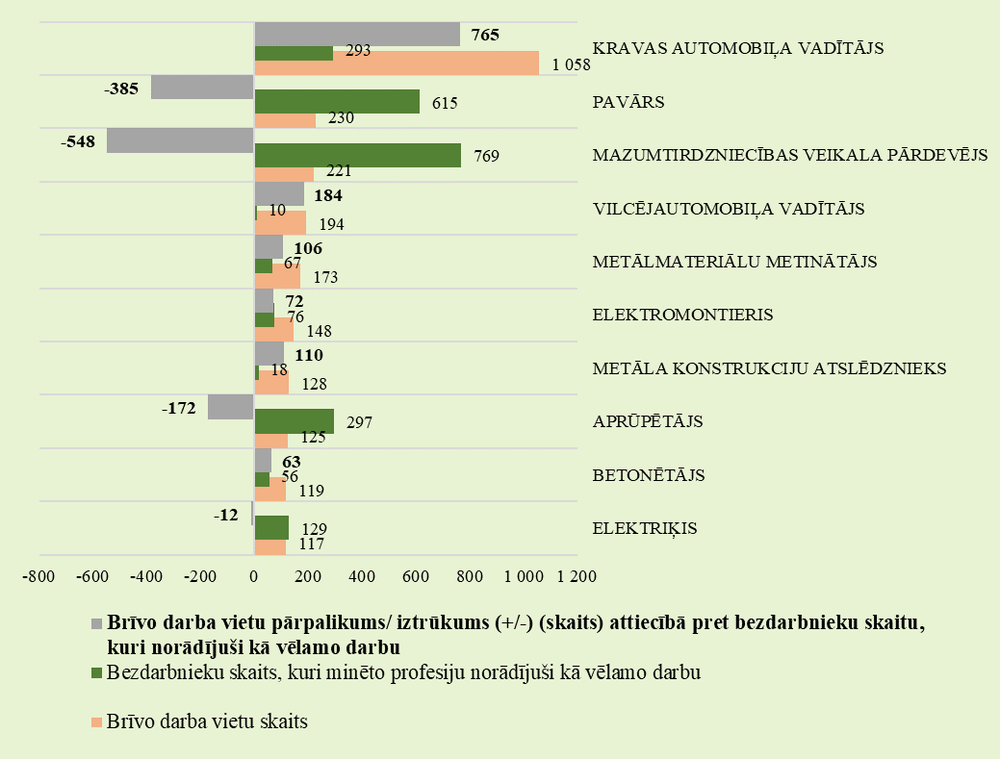 765
293
1 058
KRAVAS AUTOMOBIĻA VADĪTĀJS
-385
615
230
PAVĀRS
-548
769
221
MAZUMTIRDZNIECĪBAS VEIKALA PĀRDEVĒJS
184
10
194
VILCĒJAUTOMOBIĻA VADĪTĀJS
106
67
173
METĀLMATERIĀLU METINĀTĀJS
72
76
148
ELEKTROMONTIERIS
110
18
128
METĀLA KONSTRUKCIJU ATSLĒDZNIEKS
-172
297
125
APRŪPĒTĀJS
63
56
119
BETONĒTĀJS
-12
129
117
ELEKTRIĶIS
-800 -600 -400 -200 0 200 400 600 800 1 000 1 200
Brīvo darba vietu pārpalikums/ iztrūkums (+/-) (skaits) attiecībā pret bezdarbnieku skaitu,
kuri norādījuši kā vēlamo darbu
Bezdarbnieku skaits, kuri minēto profesiju norādījuši kā vēlamo darbu
Brīvo darba vietu skaits